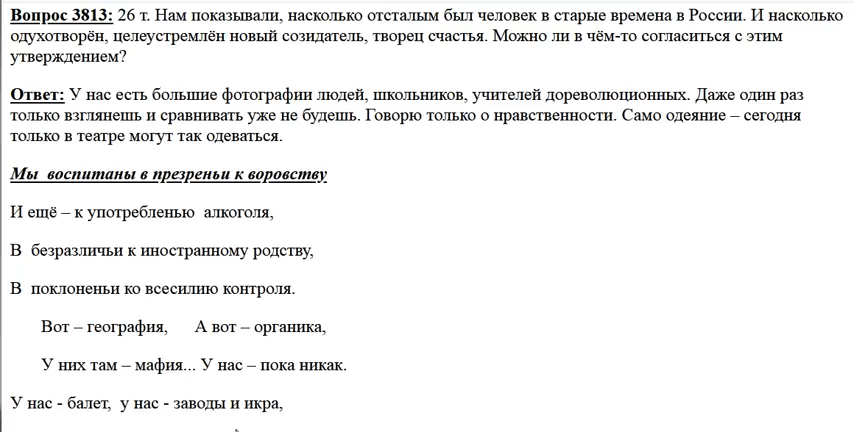 Вопрос 3813: 26 т. Нам показывали, насколько отсталым был человек в старые времена в России. И насколько
одухотворён, целеустремлён новый созидатель, творец счастья. Можно ли в чём-то согласиться с этим
утверждением?
Ответ: У нас есть большие фотографии людей, школьников, учителей дореволюционных. Даже один раз
только взглянешь и сравнивать уже не будешь. Говорю только о нравственности. Само одеяние – сегодня
только в театре могут так одеваться.
Мы воспитаны в презреньи к воровству
И ещё – к употребленью алкоголя,
В безразличьи к иностранному родству,
В поклоненьи ко всесилию контроля.
Вот – география, А вот – органика,
У них там – мафия... У нас – пока никак.
У нас - балет, у нас - заводы и икра,